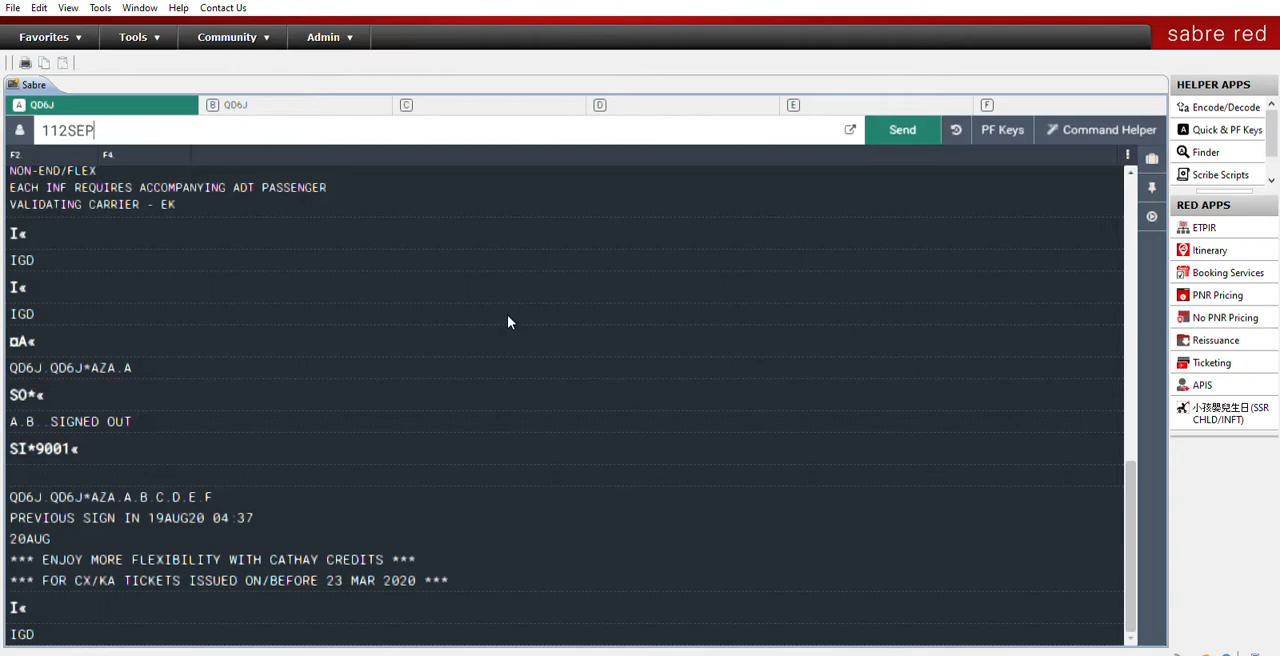 File Edit View Tools Window Help Contact Us
Favorites ▼ Tools ▼ Community ▼ Admin ▼ sabre red
Sabre
HELPER APPS
A QD6J B QD6J C D E F
Encode/Decode
112SEP Send PF Keys Command Helper
Quick & PF Keys
F2. F4.
Finder
NON-END/FLEX
Scribe Scripts
EACH INF REQUIRES ACCOMPANYING ADT PASSENGER
VALIDATING CARRIER - EK
RED APPS
ETPIR
I«
Itinerary
IGD
Booking Services
I«
PNR Pricing
IGD
No PNR Pricing
¤A«
Reissuance
QD6J.QD6J*AZA.A
Ticketing
SO*«
APIS
A.B..SIGNED OUT
小孩嬰兒生日(SSR
CHLD/INFT)
SI*9001«
QD6J.QD6J*AZA.A.B.C.D.E.F
PREVIOUS SIGN IN 19AUG20 04:37
20AUG
*** ENJOY MORE FLEXIBILITY WITH CATHAY CREDITS ***
*** FOR CX/KA TICKETS ISSUED ON/BEFORE 23 MAR 2020 ***
I«
IGD